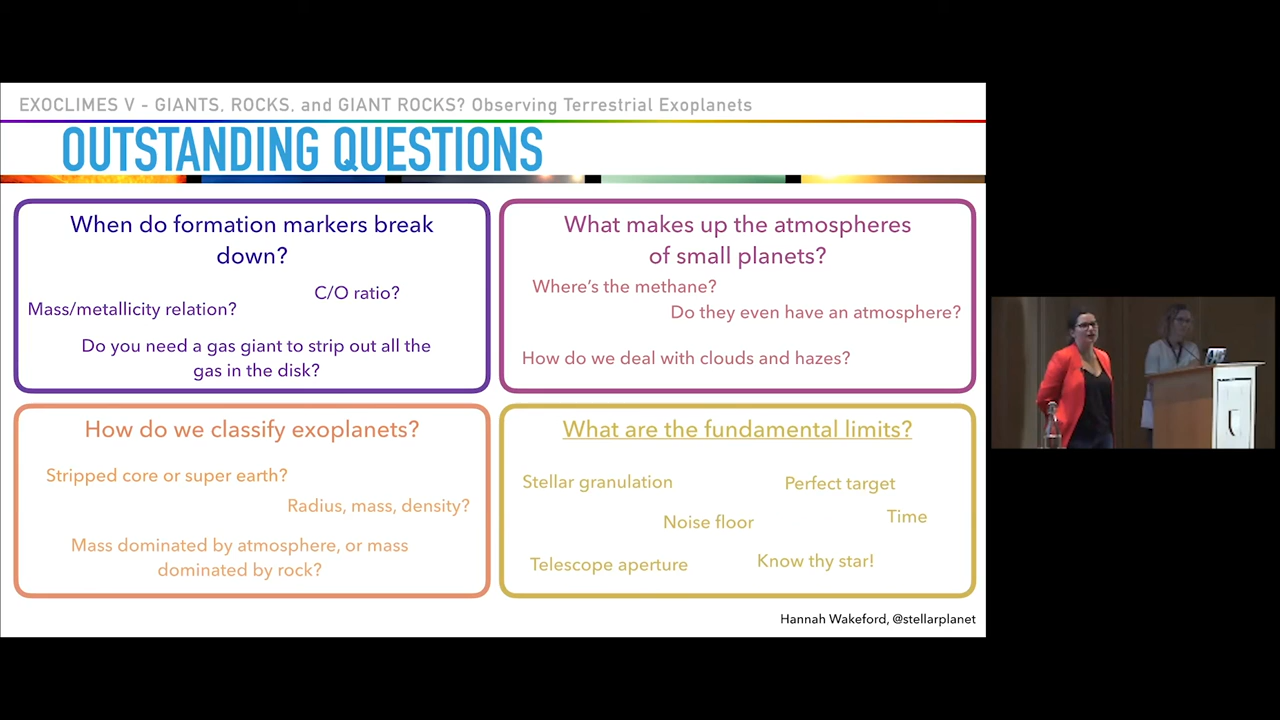 EXOCLIMES V - GIANTS, ROCKS, and GIANT ROCKS? Observing Terrestrial Exoplanets
OUTSTANDING QUESTIONS
When do formation markers break
down?
C/O ratio?
Mass/metallicity relation?
Do you need a gas giant to strip out all the
gas in the disk?
What makes up the atmospheres
of small planets?
Where's the methane?
Do they even have an atmosphere?
How do we deal with clouds and hazes?
How do we classify exoplanets?
Stripped core or super earth?
Radius, mass, density?
Mass dominated by atmosphere, or mass
dominated by rock?
What are the fundamental limits?
Stellar granulation
Perfect target
Time
Noise floor
Know thy star!
Telescope aperture
Hannah Wakeford, @stellarplanet